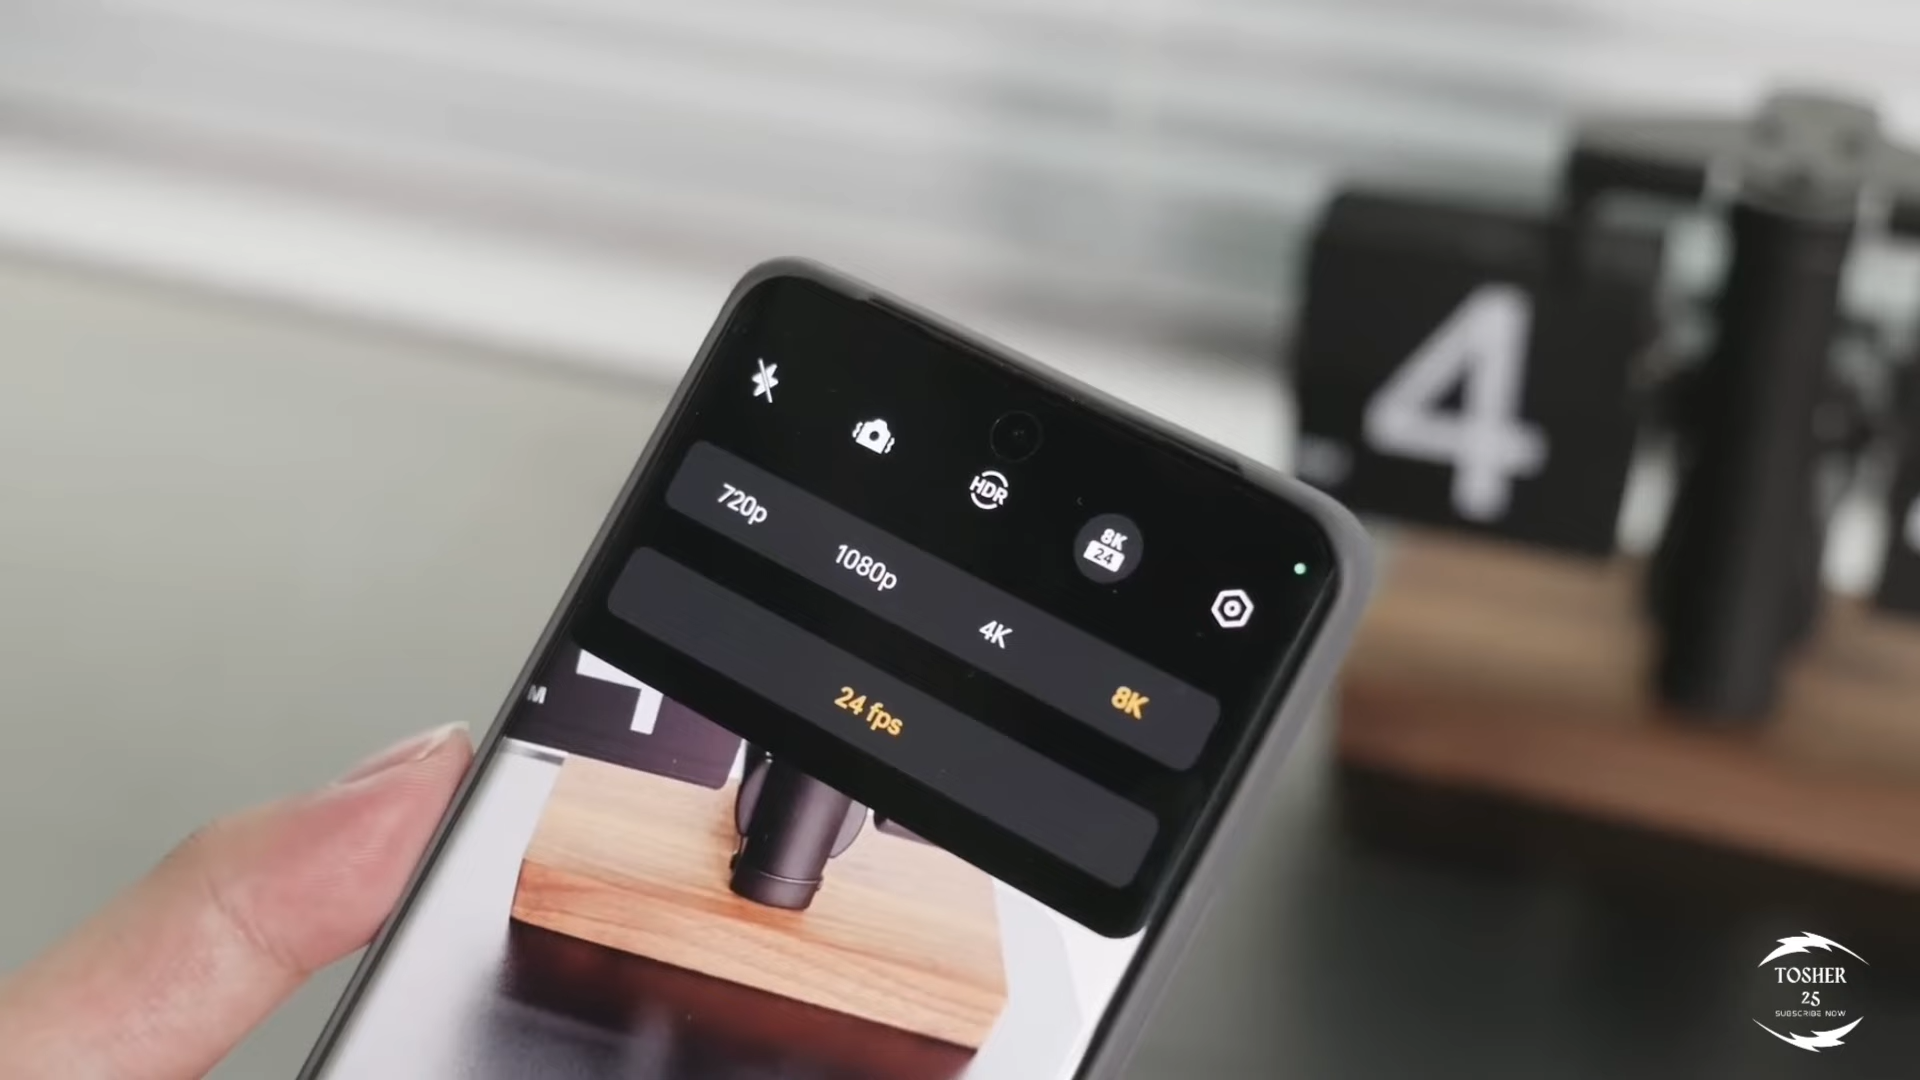 HDR
8K
24
720p
1080p
4K
8K
24 fps
M
4
TOSHER
25
SUBSCRIBE NOW